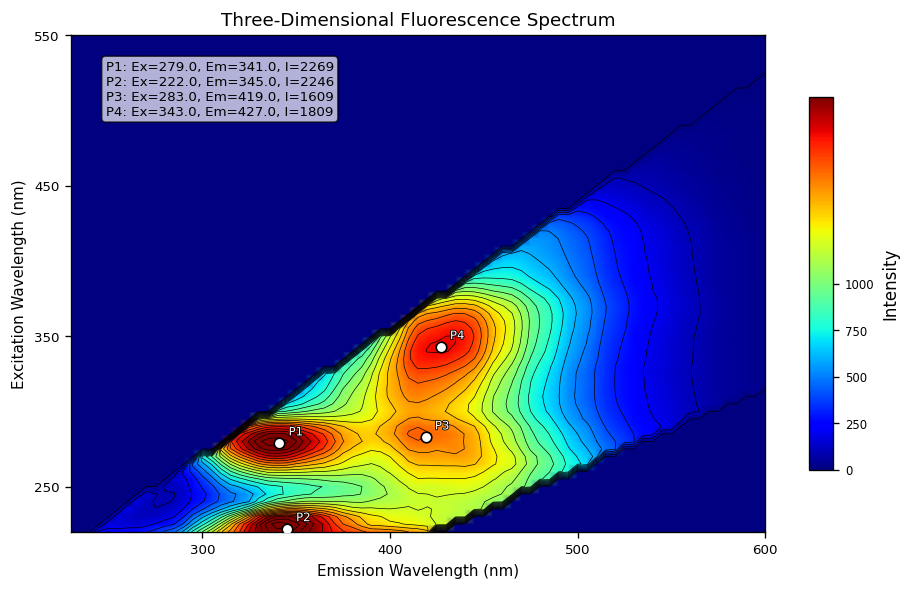 Three-Dimensional Fluorescence Spectrum
P1: Ex=279.0, Em=341.0, I=2269
P2: Ex=222.0, Em=345.0, I=2246
P3: Ex=283.0, Em=419.0, I=1609
P4: Ex=343.0, Em=427.0, I=1809
550
450
350
250
Excitation Wavelength (nm)
P4
P3
P1
P2
300
400
500
600
Emission Wavelength (nm)
1000
750
500
250
0
Intensity